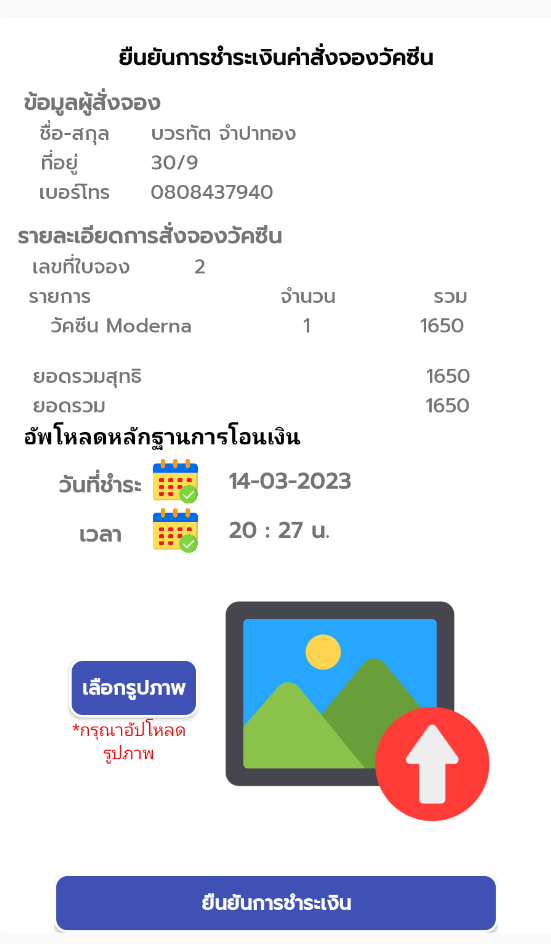 ยืนยันการชำระเงินค่าสั่งจองวัคซีน
ข้อมูลผู้สั่งจอง
ชื่อ-สกุล บวรทัต จำปาทอง
ที่อยู่ 30/9
เบอร์โทร 0808437940
รายละเอียดการสั่งจองวัคซีน
เลขที่ใบจอง 2
รายการ จำนวน รวม
วัคซีน Moderna 1 1650
ยอดรวมสุทธิ 1650
ยอดรวม 1650
อัพโหลดหลักฐานการโอนเงิน
วันที่ชำระ 14-03-2023
เวลา 20 : 27 น.
เลือกรูปภาพ
*กรุณาอัปโหลด
รูปภาพ
ยืนยันการชำระเงิน